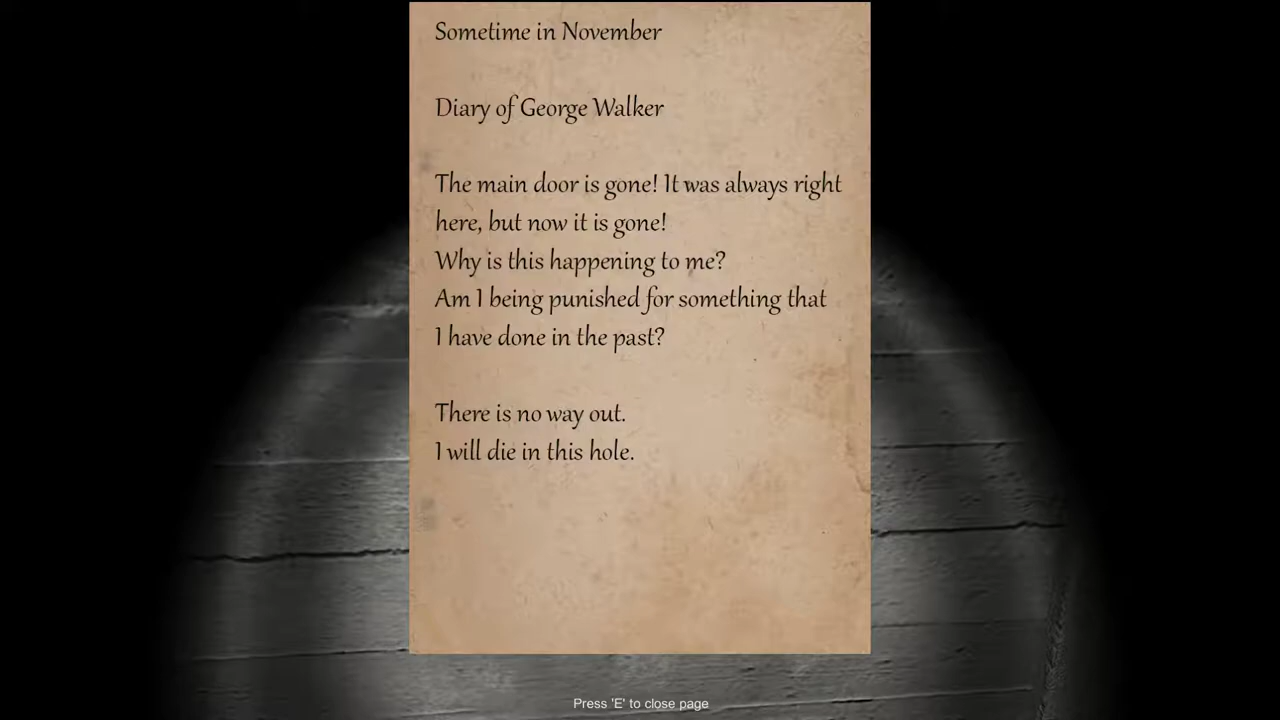 Sometime in November
Diary of George Walker
The main door is gone! It was always right
here, but now it is gone!
Why is this happening to me?
Am I being punished for something that
I have done in the past?
There is no way out.
I will die in this hole.
Press 'E' to close page